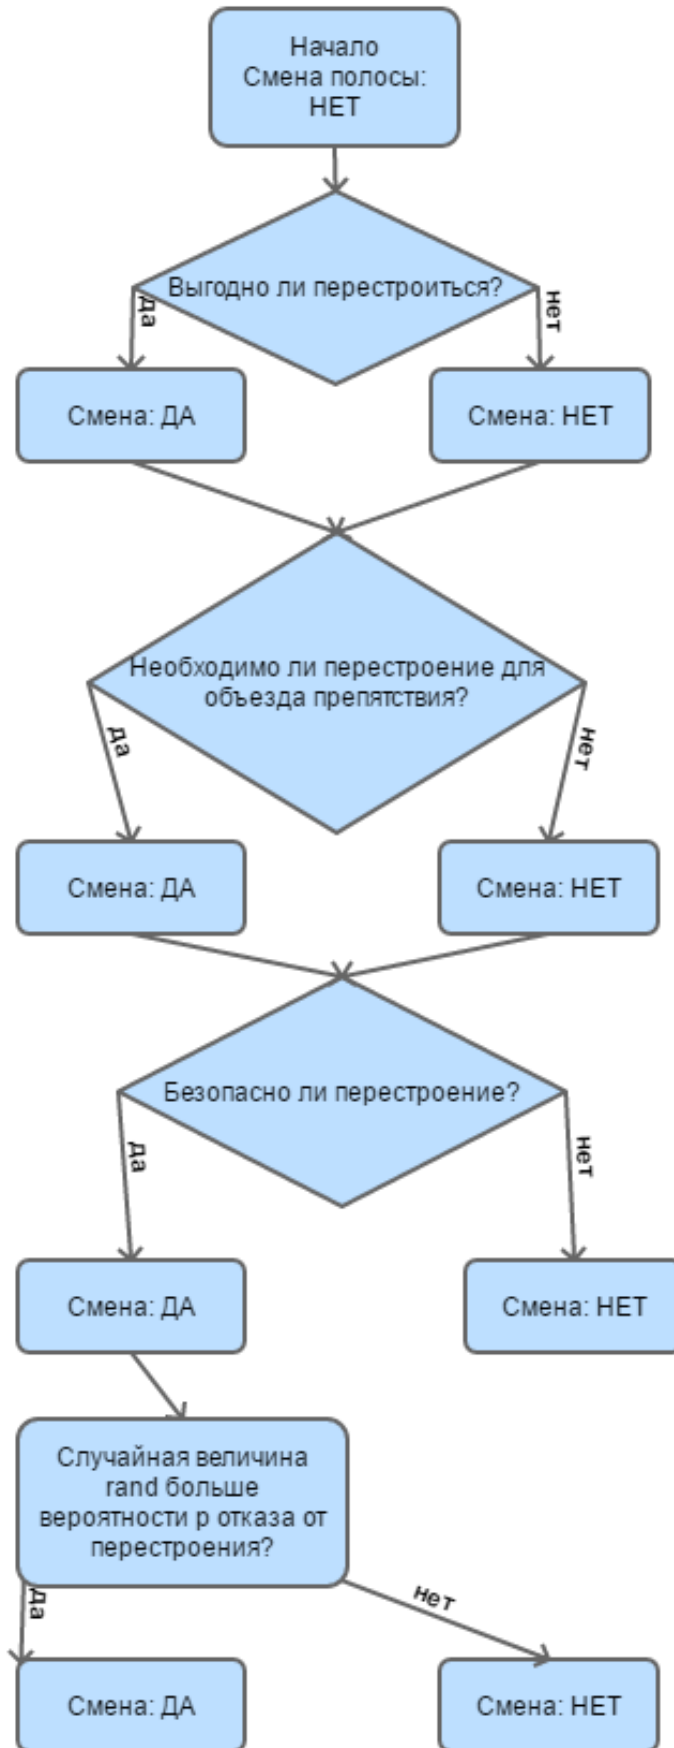 Начало
Смена полосы:
НЕТ
Выгодно ли перестроиться?
да
нет
Смена: ДА
Смена: НЕТ
Необходимо ли перестроение для
объезда препятствия?
да
нет
Смена: ДА
Смена: НЕТ
Безопасно ли перестроение?
да
нет
Смена: ДА
Смена: НЕТ
Случайная величина
rand больше
вероятности p отказа от
перестроения?
да
нет
Смена: ДА
Смена: НЕТ